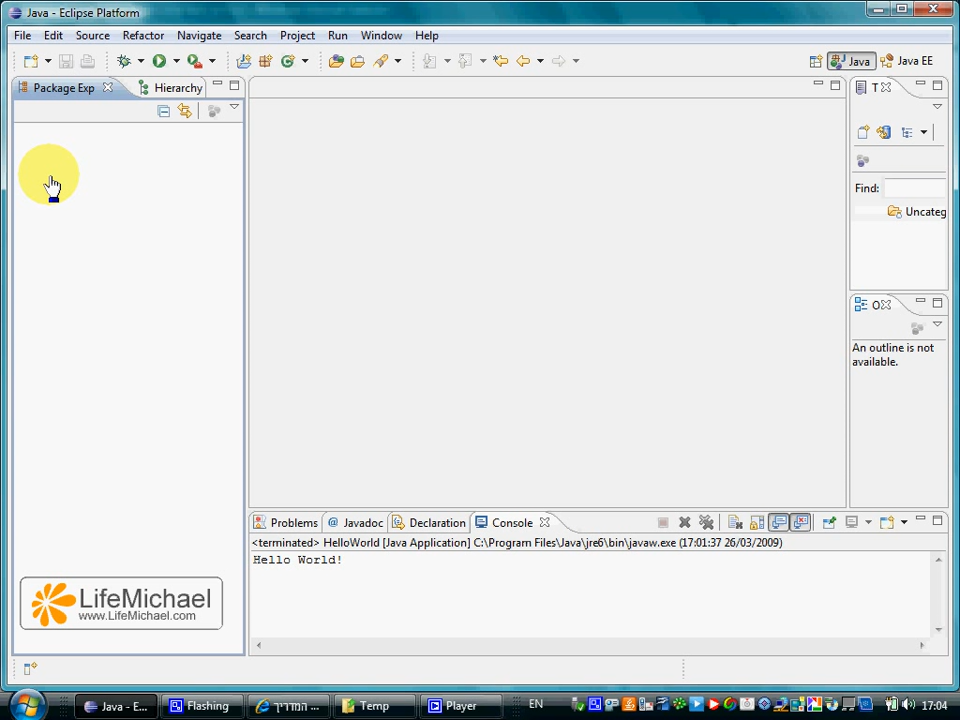 Java - Eclipse Platform
File Edit Source Refactor Navigate Search Project Run Window Help
Java Java EE
Package Exp Hierarchy
T
Find:
Uncateg
O
An outline is not
available.
Problems @ Javadoc Declaration Console
<terminated> HelloWorld [Java Application] C:\Program Files\Java\jre6\bin\javaw.exe (17:01:37 26/03/2009)
Hello World!
LifeMichael
www.LifeMichael.com
Java - E... Flashing המדריך ... Temp Player EN 17:04